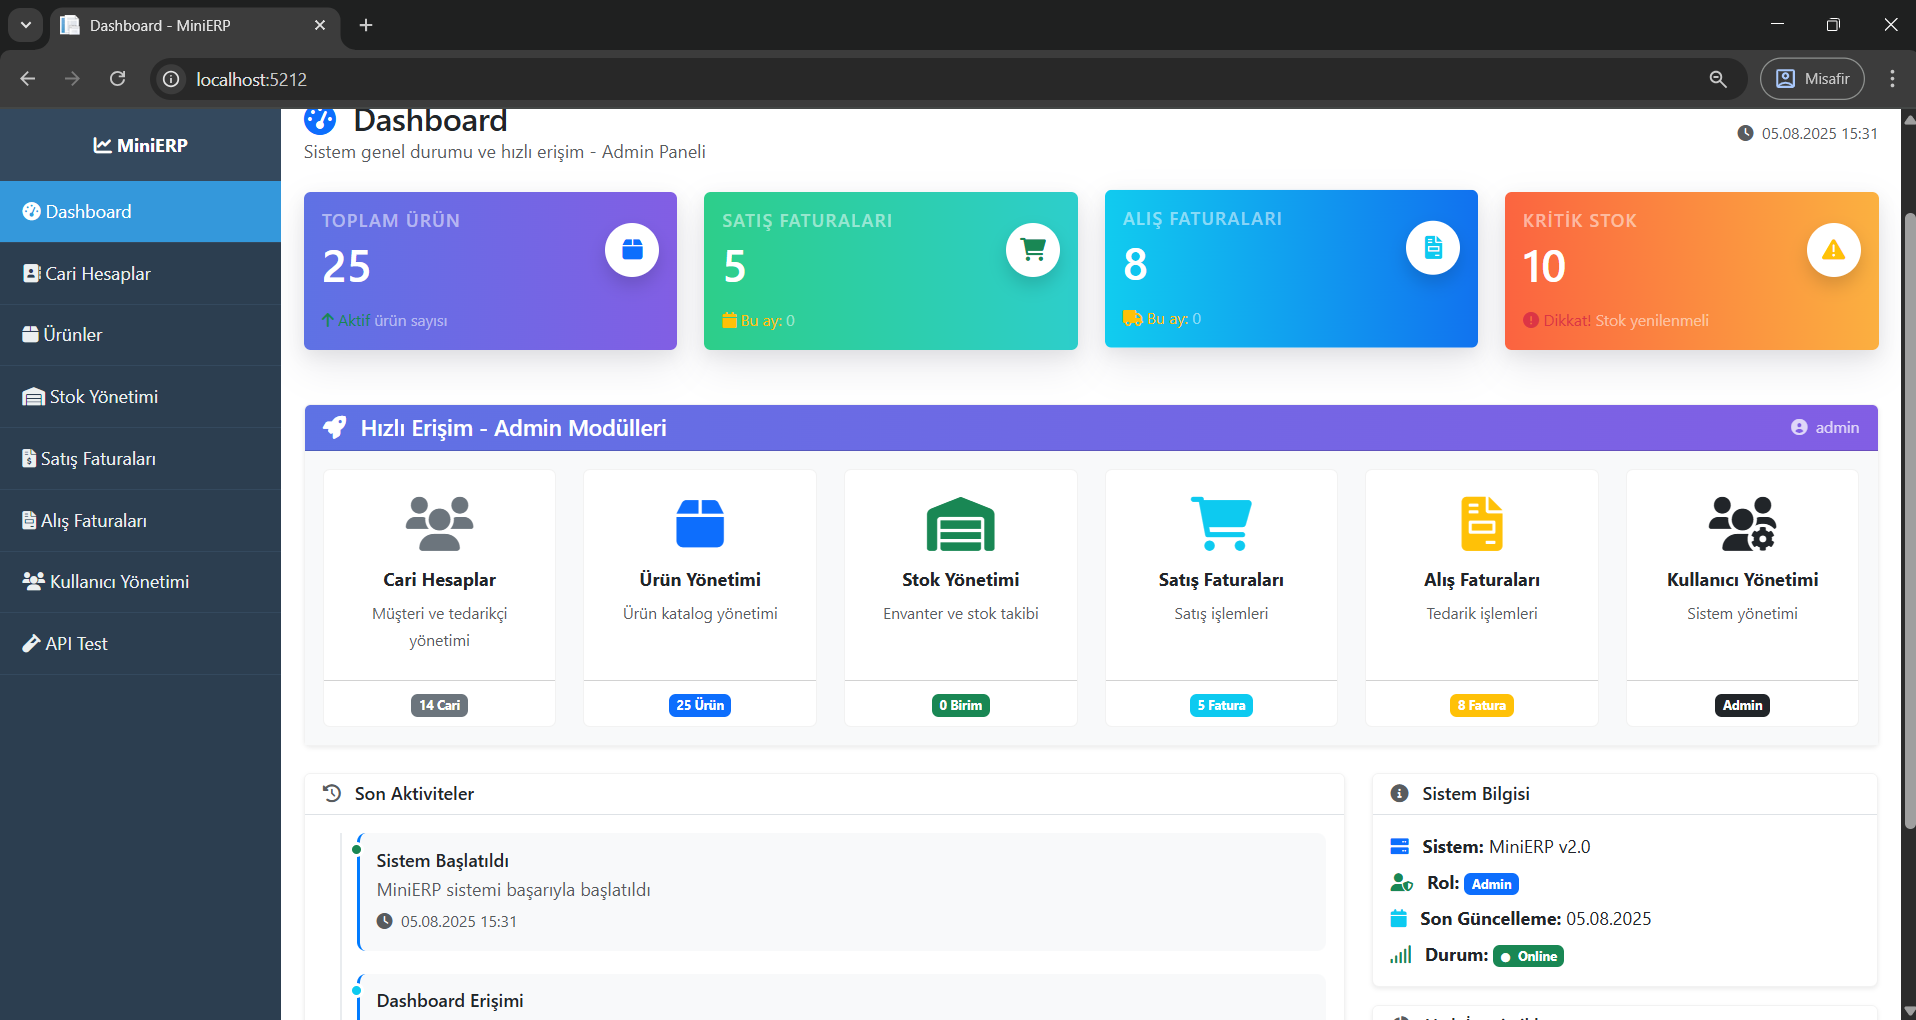 Dashboard - MiniERP
localhost:5212
Misafir
MiniERP
Dashboard
Cari Hesaplar
Ürünler
Stok Yönetimi
Satış Faturaları
Alış Faturaları
Kullanıcı Yönetimi
API Test
Dashboard
Sistem genel durumu ve hızlı erişim - Admin Paneli
05.08.2025 15:31
TOPLAM ÜRÜN
25
Aktif ürün sayısı
SATIŞ FATURALARI
5
Bu ay: 0
ALIŞ FATURALARI
8
Bu ay: 0
KRİTİK STOK
10
Dikkat! Stok yenilenmeli
Hızlı Erişim - Admin Modülleri
admin
Cari Hesaplar
Müşteri ve tedarikçi
yönetimi
14 Cari
Ürün Yönetimi
Ürün katalog yönetimi
25 Ürün
Stok Yönetimi
Envanter ve stok takibi
0 Birim
Satış Faturaları
Satış işlemleri
5 Fatura
Alış Faturaları
Tedarik işlemleri
8 Fatura
Kullanıcı Yönetimi
Sistem yönetimi
Admin
Son Aktiviteler
Sistem Başlatıldı
MiniERP sistemi başarıyla başlatıldı
05.08.2025 15:31
Dashboard Erişimi
Sistem Bilgisi
Sistem: MiniERP v2.0
Rol: Admin
Son Güncelleme: 05.08.2025
Durum: Online